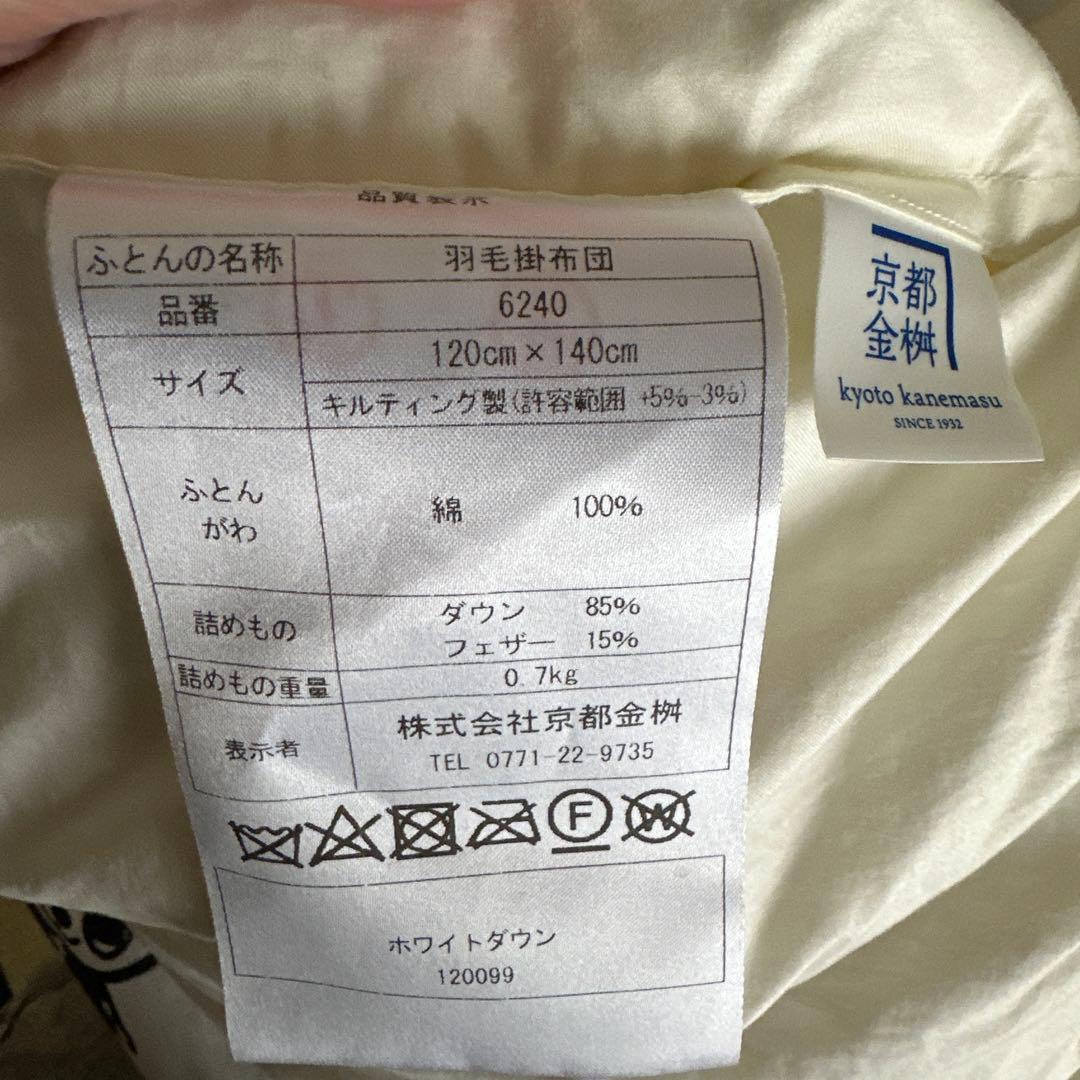 品質表示
ふとんの名称 羽毛掛布団
品番 6240
サイズ 120cm×140cm
キルティング製(許容範囲 +5%-3%)
ふとん
がわ
綿 100%
詰めもの
ダウン 85%
フェザー 15%
詰めもの重量 0.7kg
表示者
株式会社京都金桝
TEL 0771-22-9735
F
W
ホワイトダウン
120099
京都
金桝
kyoto kanemasu
SINCE 1932